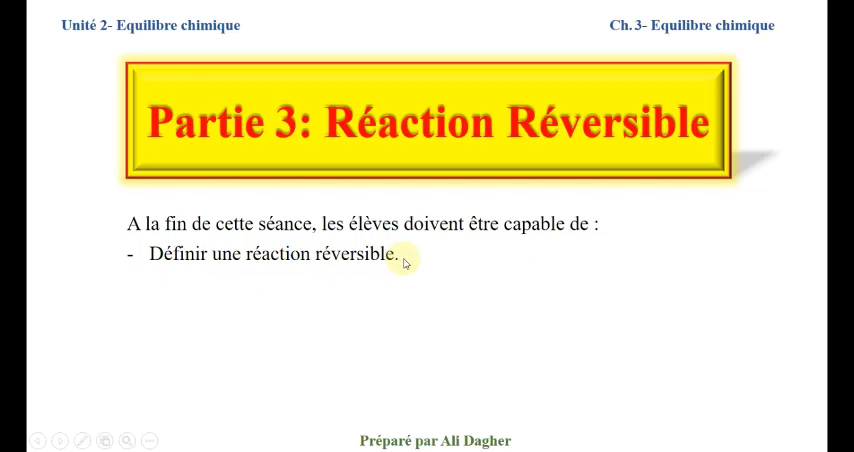 Unité 2- Equilibre chimique
Ch. 3- Equilibre chimique
Partie 3: Réaction Réversible
A la fin de cette séance, les élèves doivent être capable de :
- Définir une réaction réversible.
Préparé par Ali Dagher